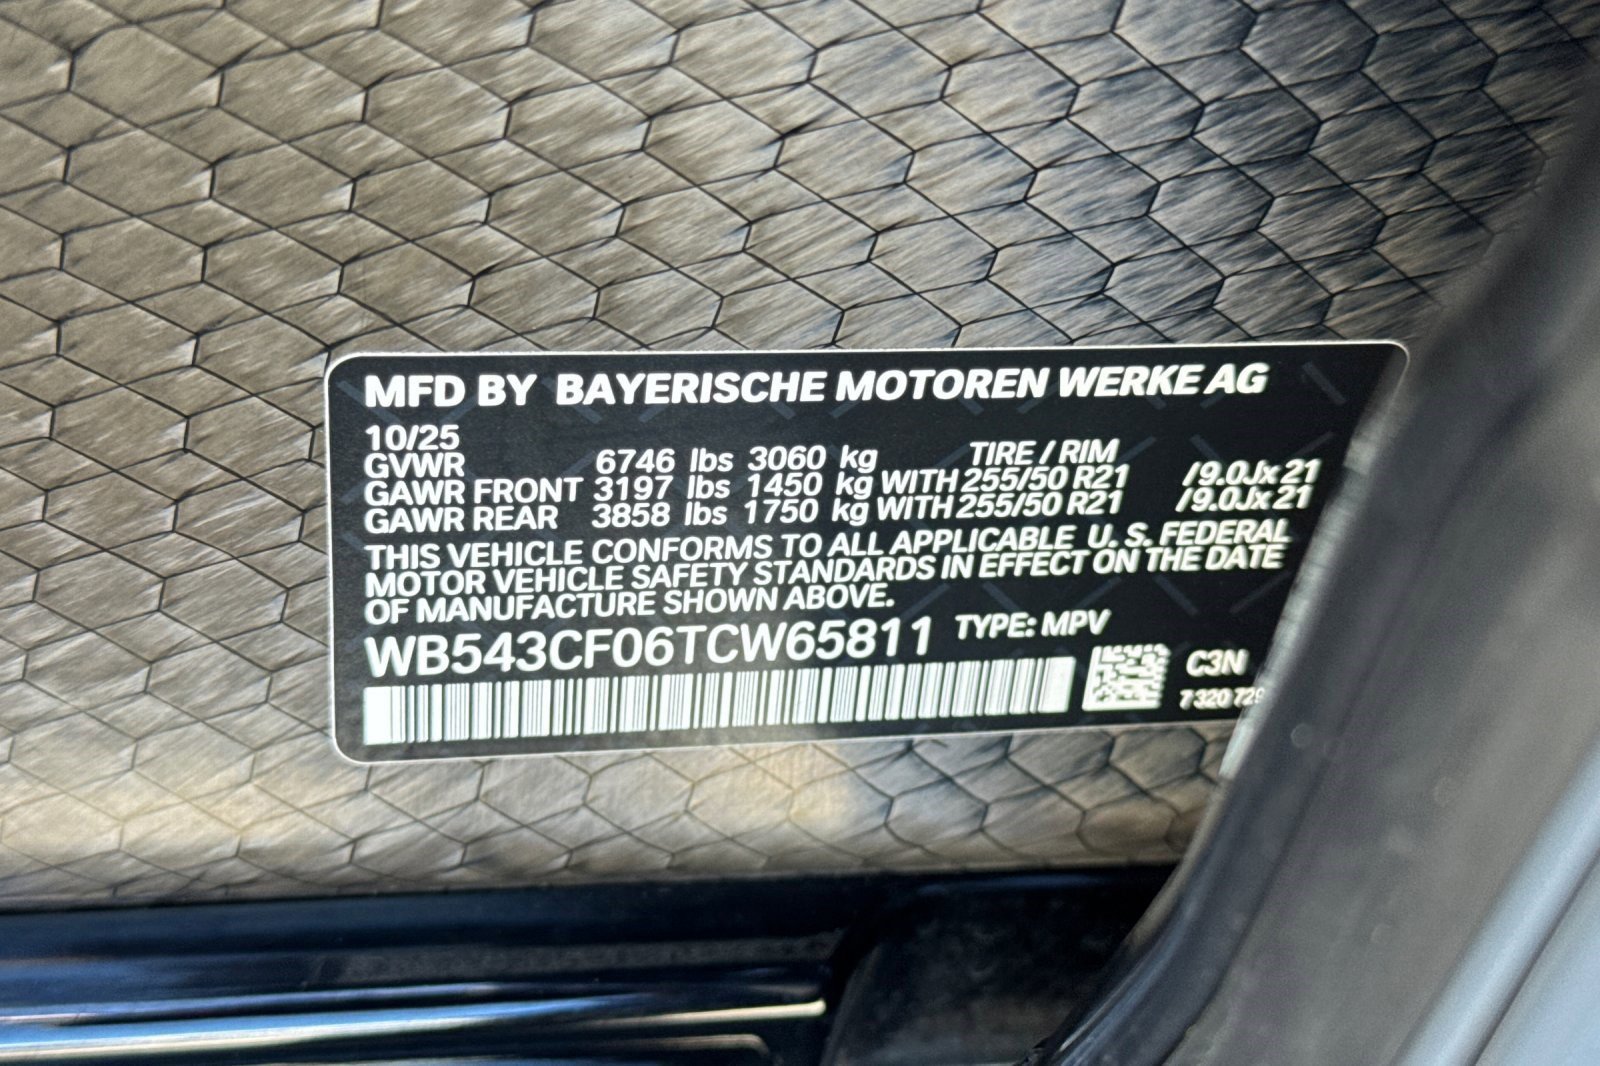 MFD BY BAYERISCHE MOTOREN WERKE AG
10/25
GVWR 6746 lbs 3060 kg TIRE / RIM
GAWR FRONT 3197 lbs 1450 kg WITH 255/50 R21 /9.0Jx 21
GAWR REAR 3858 lbs 1750 kg WITH 255/50 R21 /9.0Jx 21
THIS VEHICLE CONFORMS TO ALL APPLICABLE U. S. FEDERAL
MOTOR VEHICLE SAFETY STANDARDS IN EFFECT ON THE DATE
OF MANUFACTURE SHOWN ABOVE.
WB543CF06TCW65811 TYPE: MPV
C3N
7 320